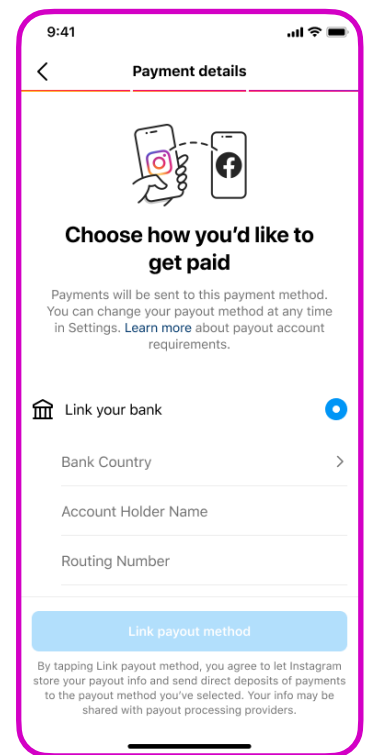 9:41
Payment details
Choose how you'd like to
get paid
Payments will be sent to this payment method.
You can change your payout method at any time
in Settings. Learn more about payout account
requirements.
Link your bank
Bank Country
Account Holder Name
Routing Number
Link payout method
By tapping Link payout method, you agree to let Instagram
store your payout info and send direct deposits of payments
to the payout method you've selected. Your info may be
shared with payout processing providers.